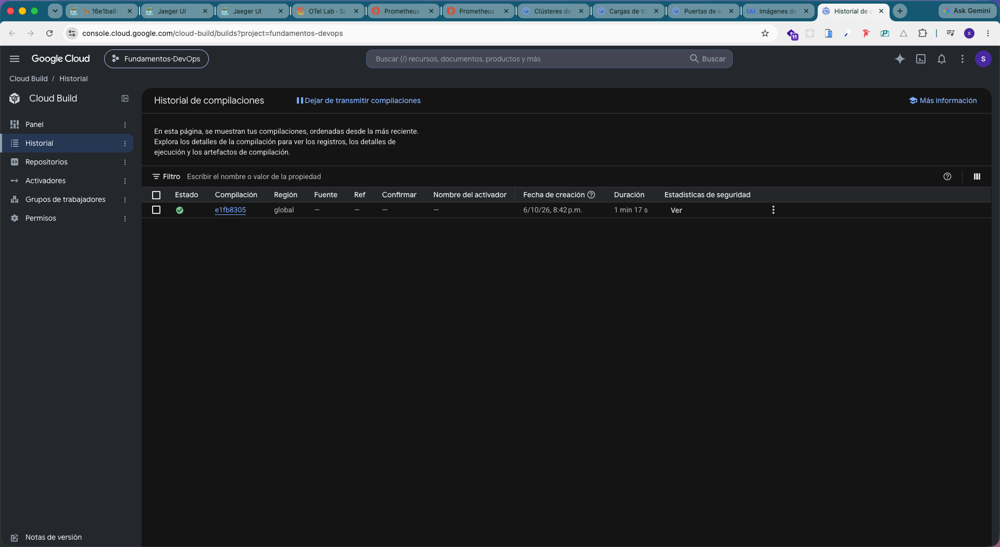 16e1ba8:
Jaeger UI
Jaeger UI
OTel Lab · SL
Prometheus
Prometheus
Clústeres de
Cargas de tr
Puertas de e
Imágenes de
Historial de c
Ask Gemini
console.cloud.google.com/cloud-build/builds?project=fundamentos-devops
11
S
Google Cloud
Fundamentos-DevOps
Buscar (/) recursos, documentos, productos y más
Buscar
S
Cloud Build / Historial
Cloud Build
Panel
Historial
Repositorios
Activadores
Grupos de trabajadores
Permisos
Notas de versión
Historial de compilaciones
Dejar de transmitir compilaciones
Más información
En esta página, se muestran tus compilaciones, ordenadas desde la más reciente.
Explora los detalles de la compilación para ver los registros, los detalles de
ejecución y los artefactos de compilación.
Filtro Escribir el nombre o valor de la propiedad
Estado Compilación Región Fuente Ref Confirmar Nombre del activador Fecha de creación Duración Estadísticas de seguridad
e1fb8305 global — — — — 6/10/26, 8:42 p.m. 1 min 17 s Ver